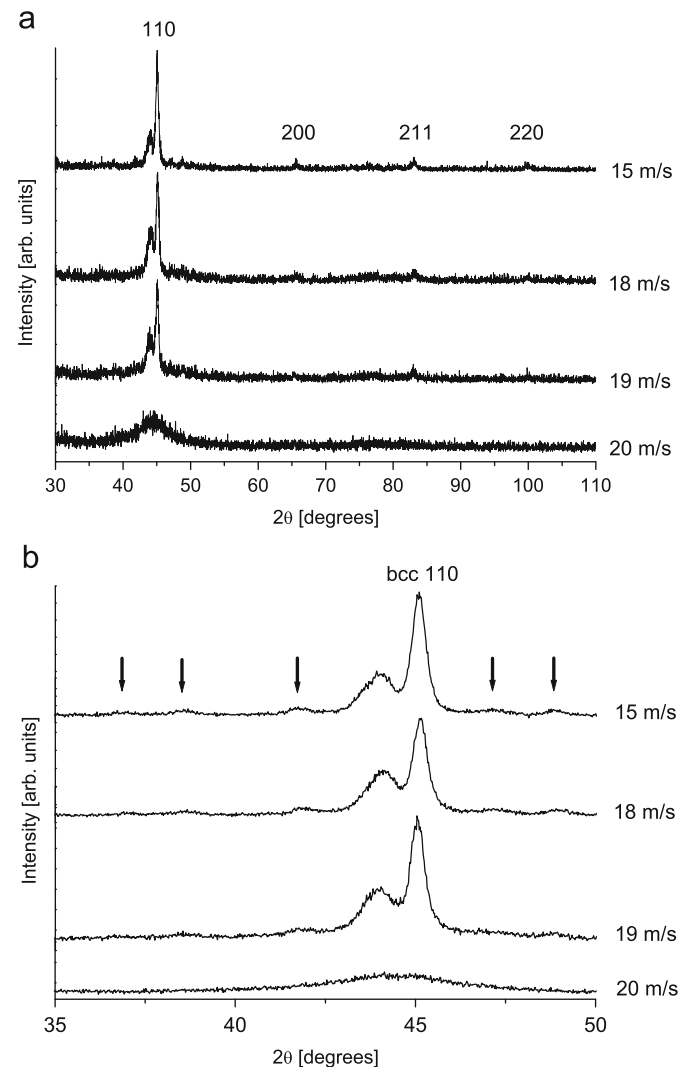 a
110
200 211 220
15 m/s
18 m/s
19 m/s
20 m/s
Intensity [arb. units]
30 40 50 60 70 80 90 100 110
2θ [degrees]
b
bcc 110
15 m/s
18 m/s
19 m/s
20 m/s
Intensity [arb. units]
35 40 45 50
2θ [degrees]